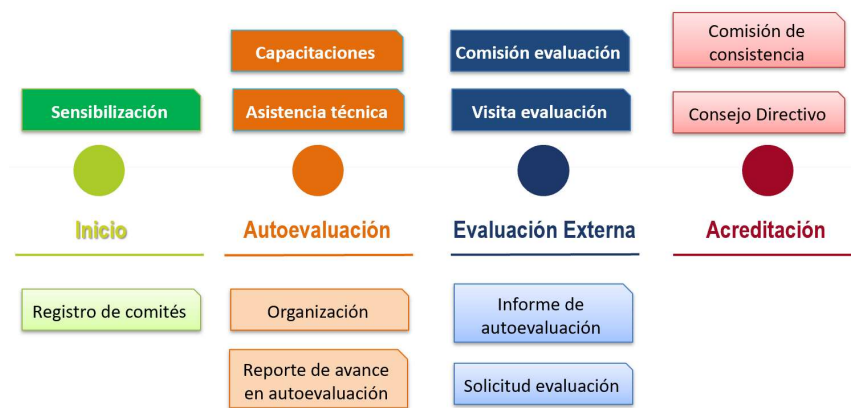 Capacitaciones
Comisión evaluación
Comisión de
consistencia
Sensibilización
Asistencia técnica
Visita evaluación
Consejo Directivo
Inicio
Autoevaluación
Evaluación Externa
Acreditación
Registro de comités
Organización
Informe de
autoevaluación
Reporte de avance
en autoevaluación
Solicitud evaluación